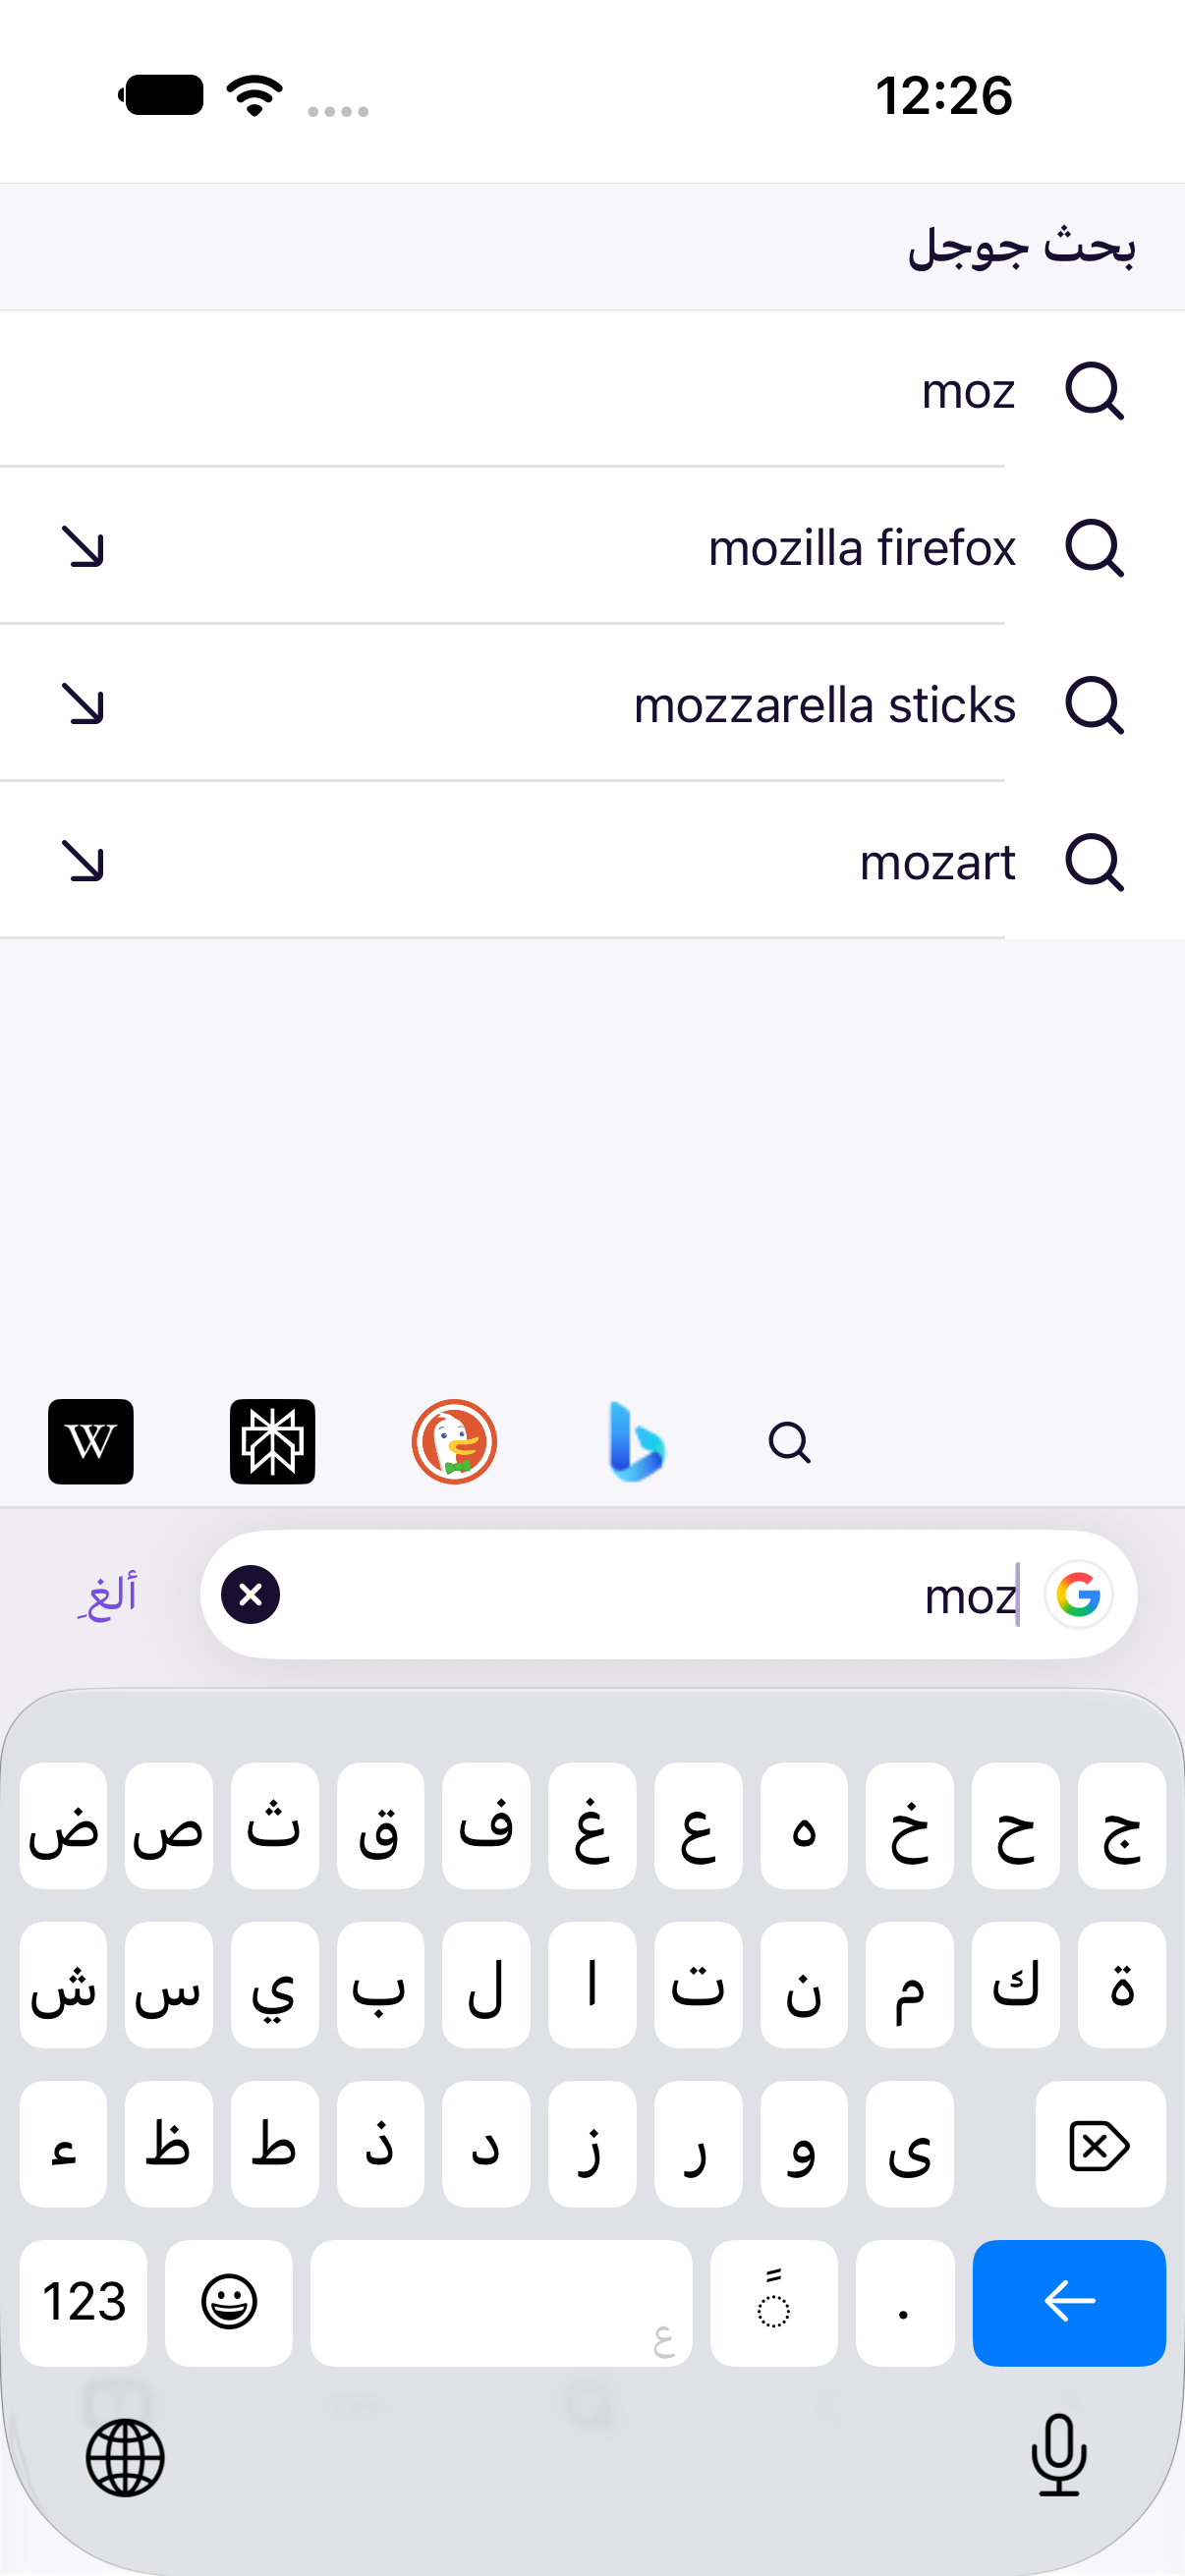 12:26
بحث جوجل
moz
mozilla firefox
mozzarella sticks
mozart
W
moz
ألغِ
ض ص ث ق ف غ ع ه خ ح ج
ش س ي ب ل ا ت ن م ك ة
ء ظ ط ذ د ز ر و ى
123 ع ً .